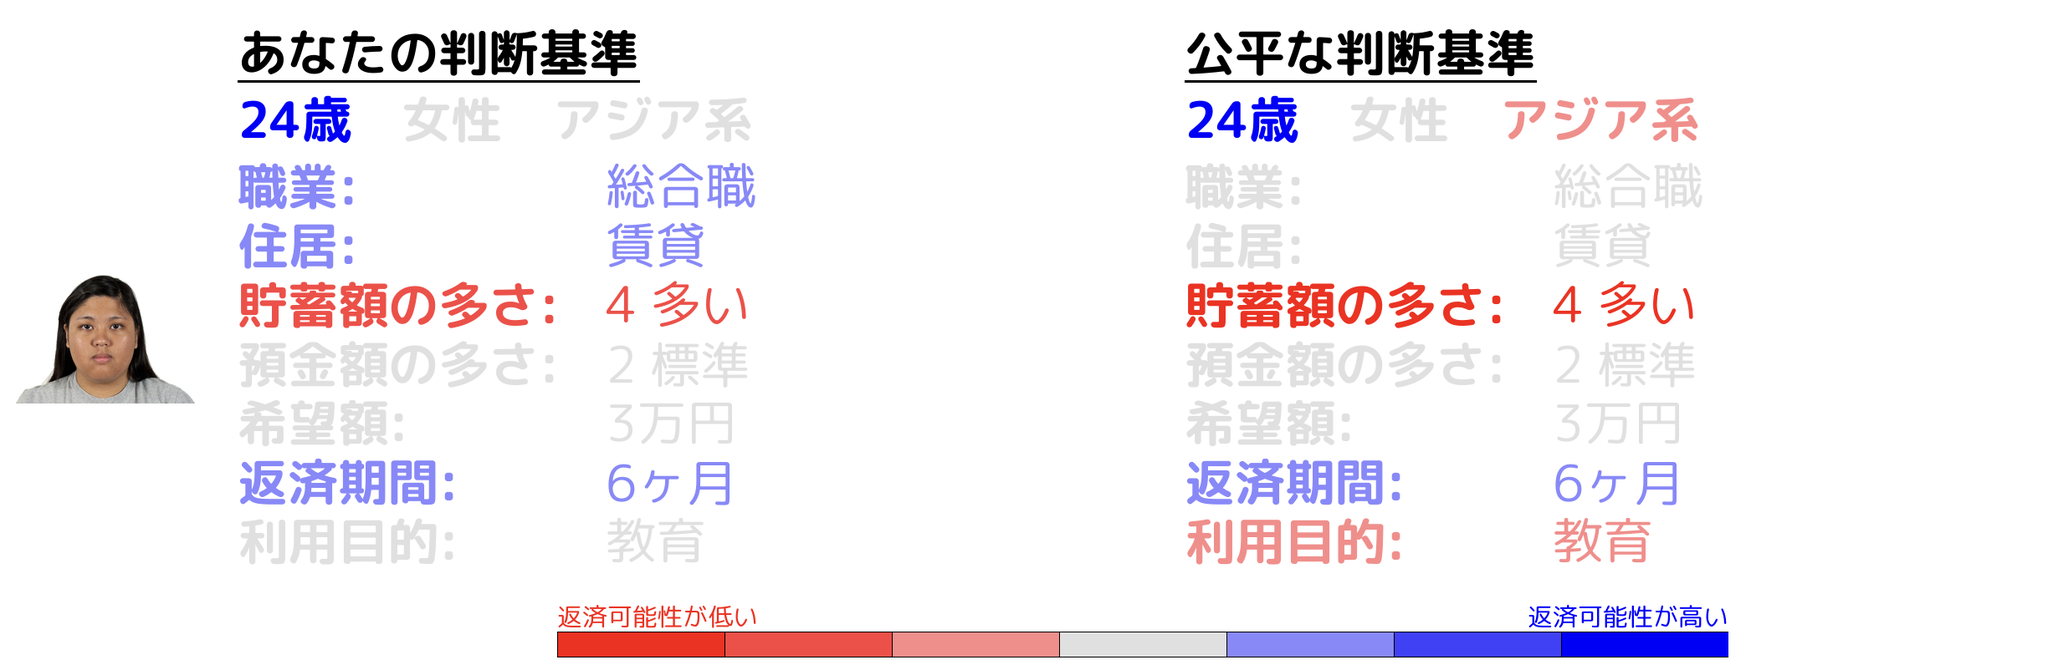 あなたの判断基準
24歳 女性 アジア系
職業: 総合職
住居: 賃貸
貯蓄額の多さ: 4 多い
預金額の多さ: 2 標準
希望額: 3万円
返済期間: 6ヶ月
利用目的: 教育
公平な判断基準
24歳 女性 アジア系
職業: 総合職
住居: 賃貸
貯蓄額の多さ: 4 多い
預金額の多さ: 2 標準
希望額: 3万円
返済期間: 6ヶ月
利用目的: 教育
返済可能性が低い
返済可能性が高い